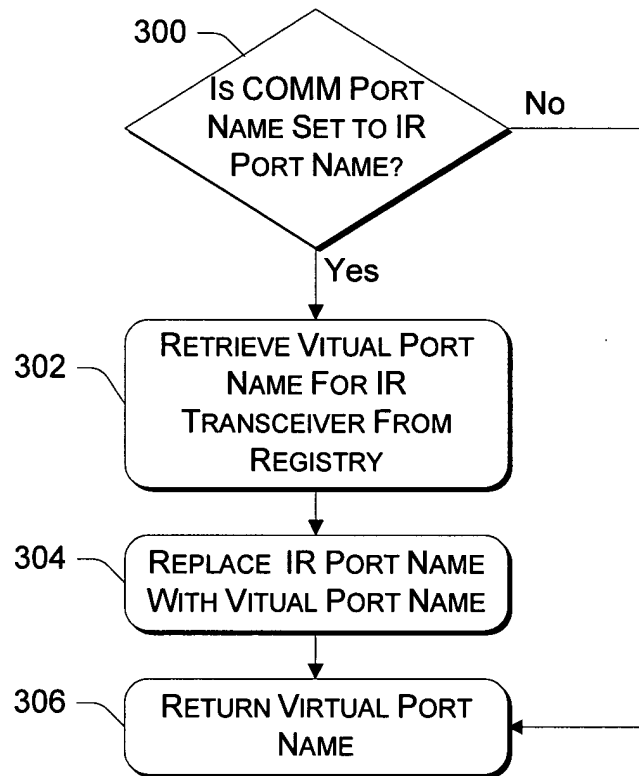 300
IS COMM PORT
NAME SET TO IR
PORT NAME?
No
Yes
302
RETRIEVE VITUAL PORT
NAME FOR IR
TRANSCEIVER FROM
REGISTRY
304
REPLACE IR PORT NAME
WITH VITUAL PORT NAME
306
RETURN VIRTUAL PORT
NAME